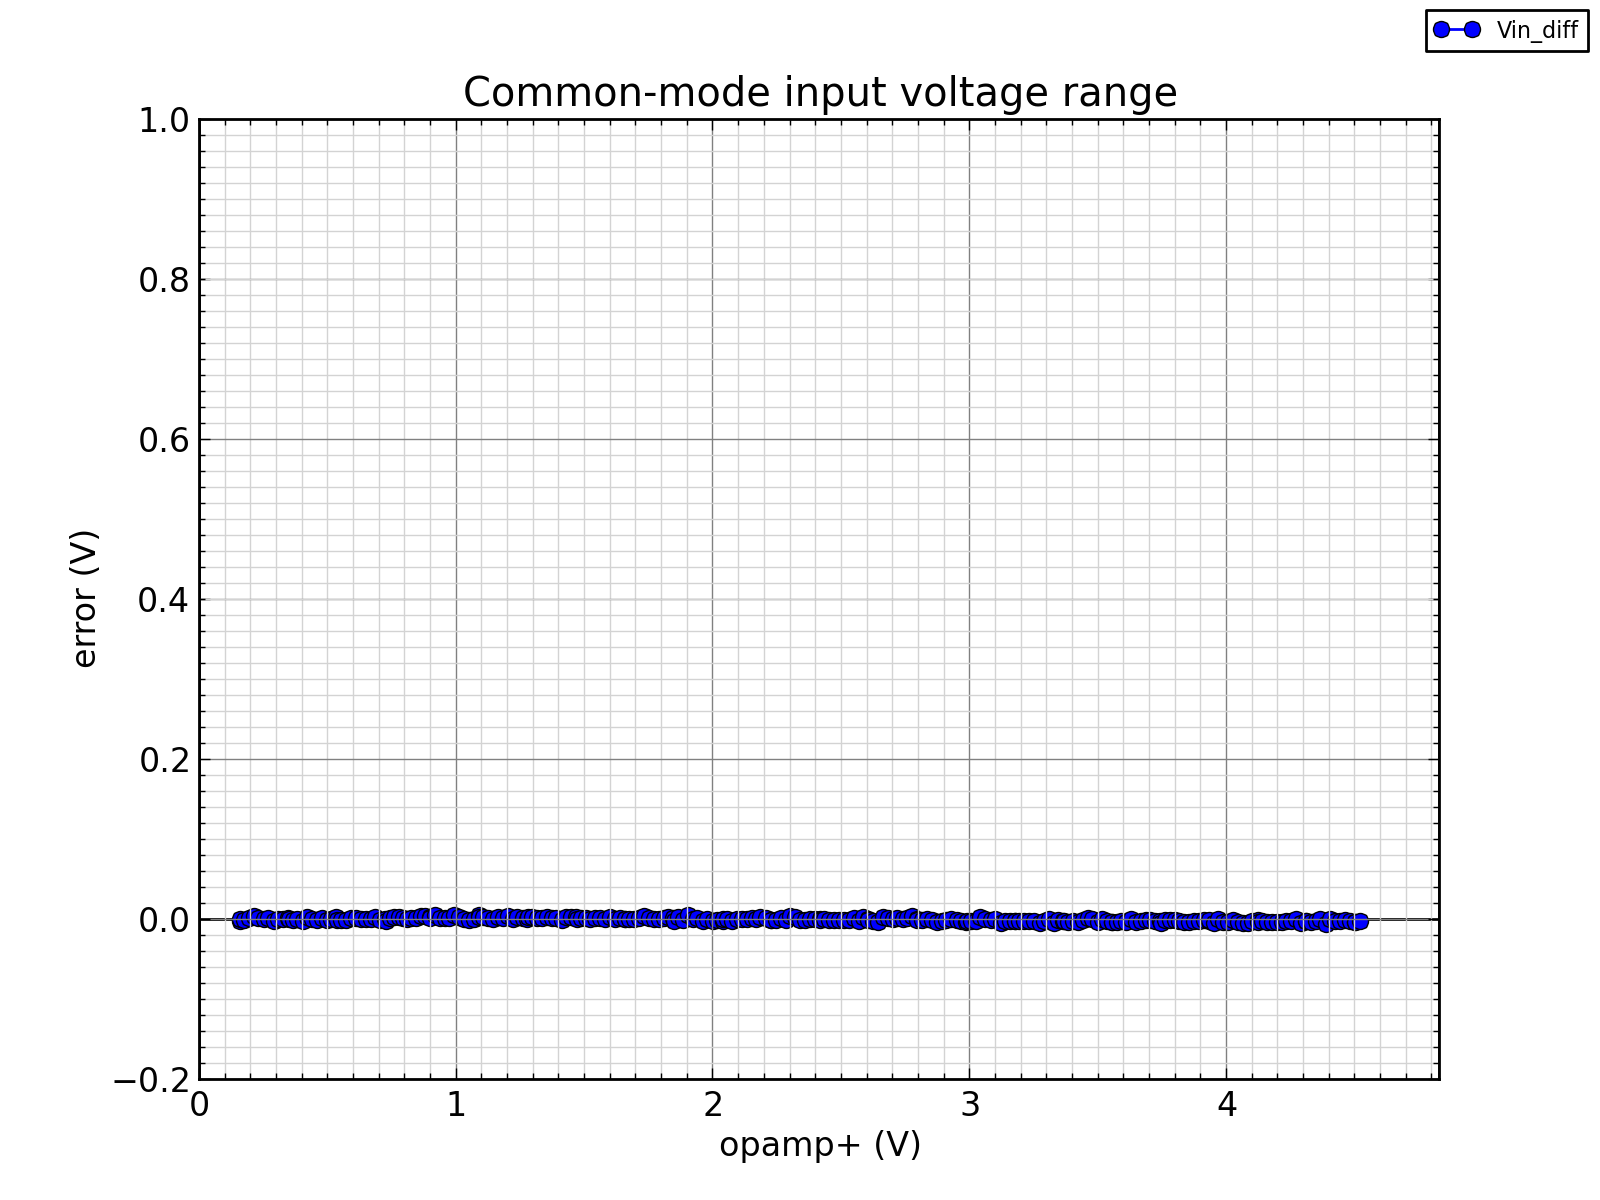 Vin_diff
Common-mode input voltage range
1.0
0.8
0.6
0.4
0.2
0.0
−0.2
error (V)
0 1 2 3 4
opamp+ (V)